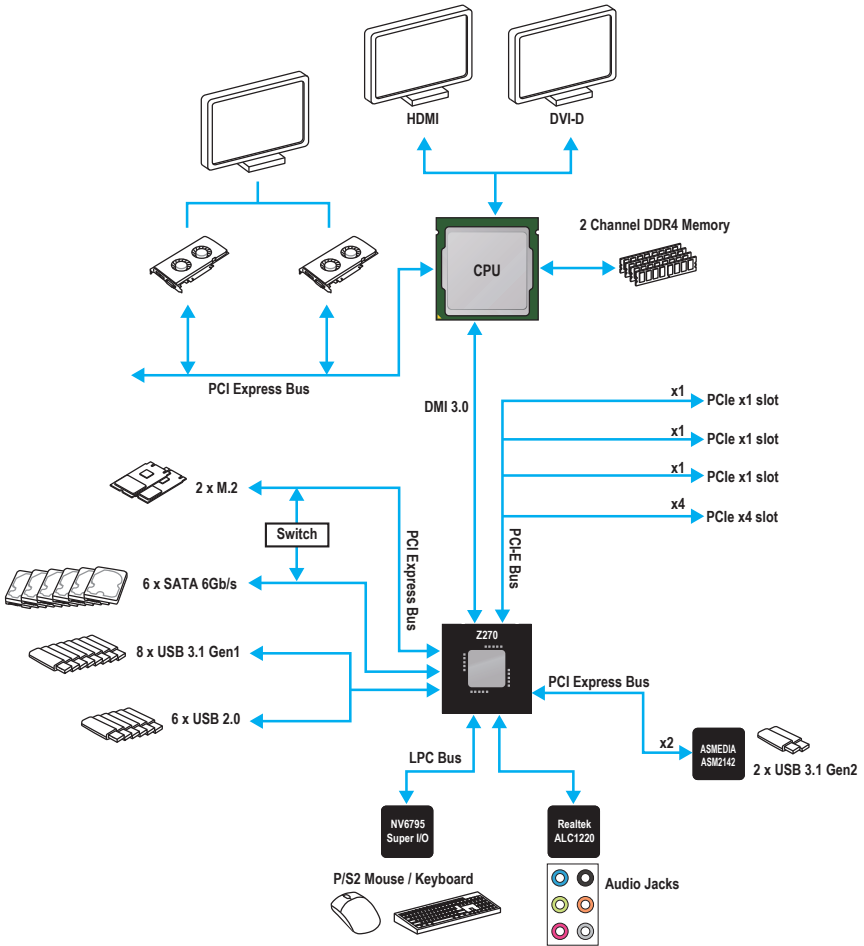 HDMI
DVI-D
2 Channel DDR4 Memory
CPU
PCI Express Bus
DMI 3.0
x1
PCIe x1 slot
x1
PCIe x1 slot
x1
PCIe x1 slot
x4
PCIe x4 slot
2 x M.2
Switch
PCI Express Bus
PCI-E Bus
6 x SATA 6Gb/s
Z270
8 x USB 3.1 Gen1
PCI Express Bus
6 x USB 2.0
x2
ASMEDIA
ASM2142
2 x USB 3.1 Gen2
LPC Bus
NV6795
Super I/O
Realtek
ALC1220
P/S2 Mouse / Keyboard
Audio Jacks